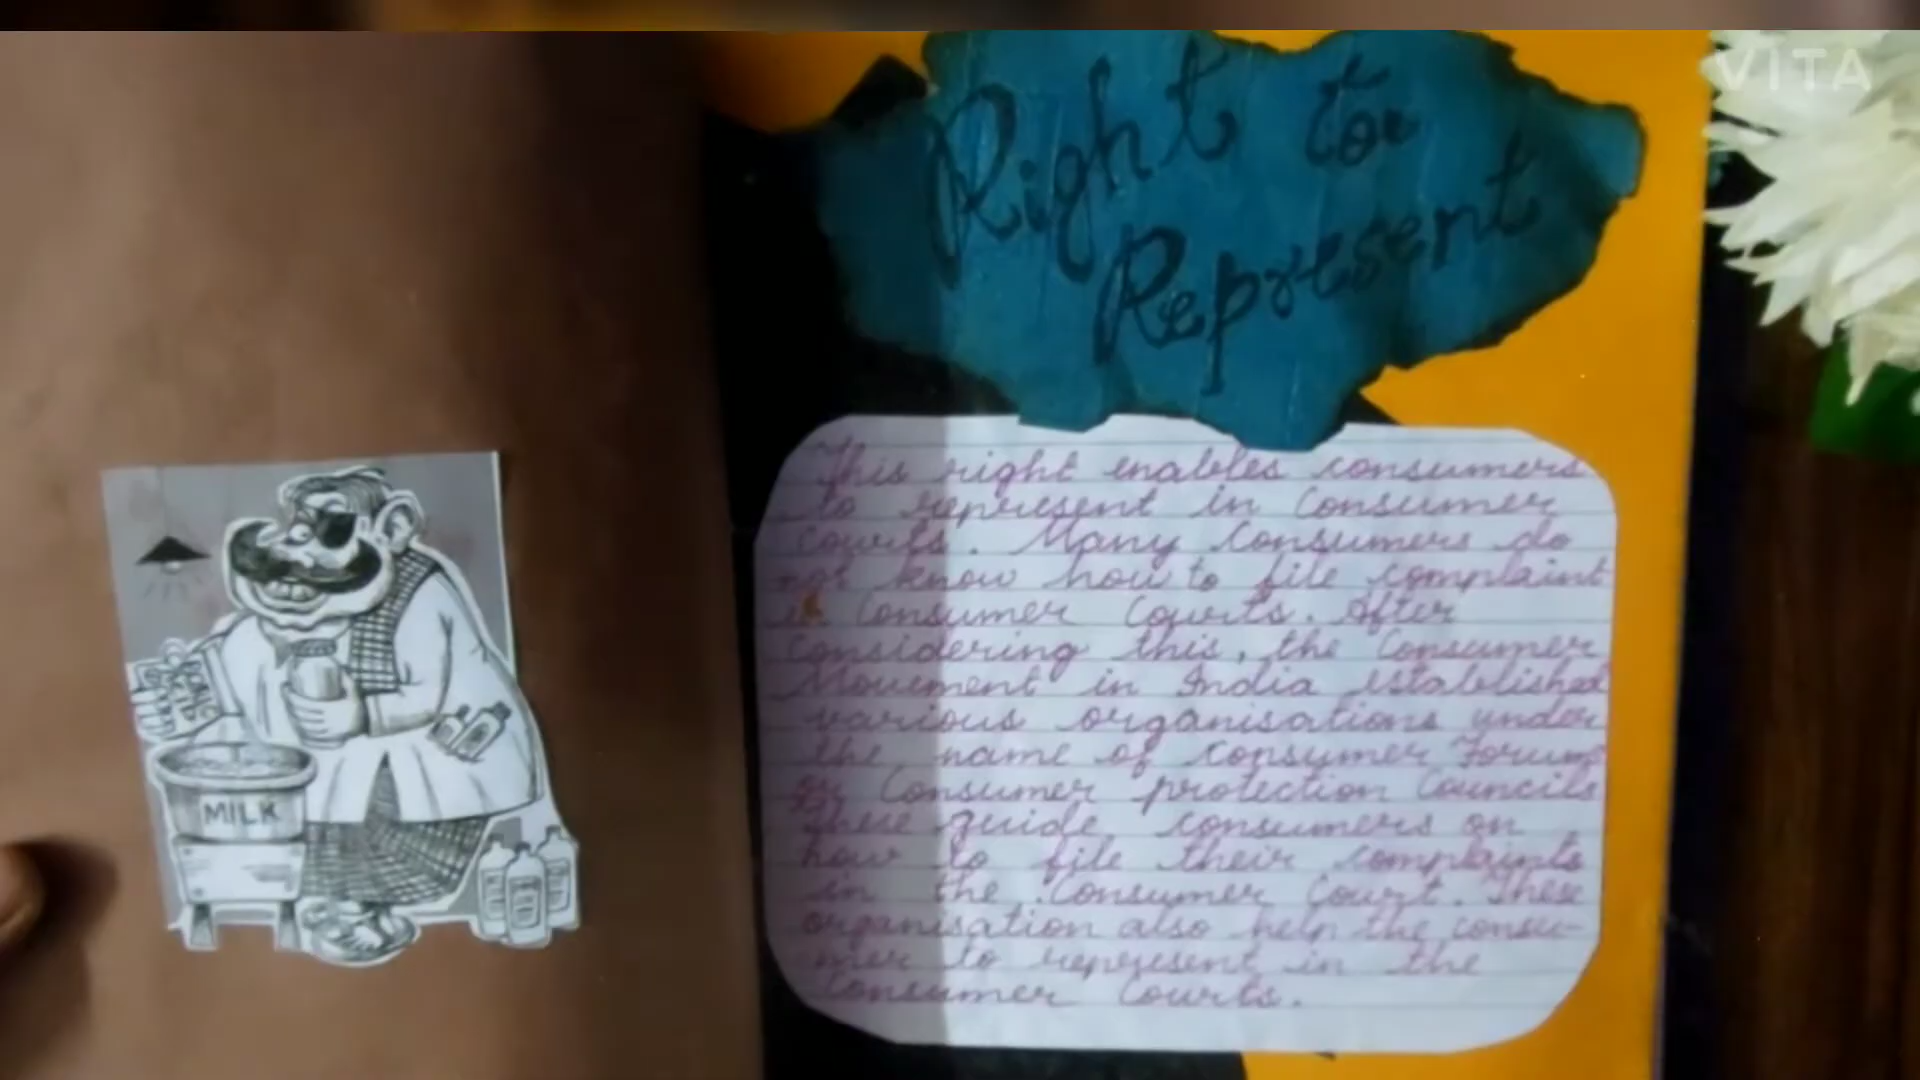 VITA
Right to
Represent
This right enables consumers
to represent in Consumer
Courts. Many Consumers do
not know how to file complaint
in Consumer Courts. After
Considering this, the Consumer
Movement in India established
various organisations under
the name of consumer Forums
or Consumer protection Councils
These guide consumers on
how to file their complaints
in the Consumer Court. These
organisation also help the consu-
mer to represent in the
Consumer Courts.
MILK